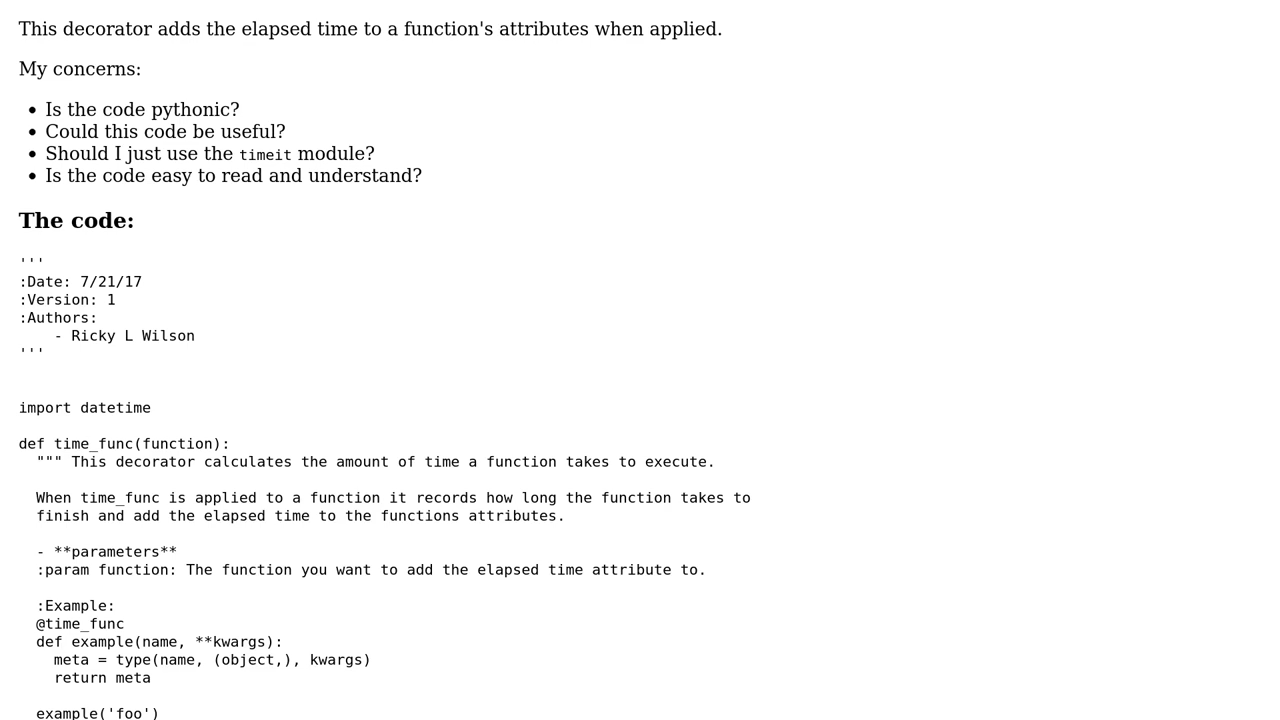 This decorator adds the elapsed time to a function's attributes when applied.
My concerns:
• Is the code pythonic?
• Could this code be useful?
• Should I just use the timeit module?
• Is the code easy to read and understand?
The code:
'''
:Date: 7/21/17
:Version: 1
:Authors:
    - Ricky L Wilson
'''
import datetime
def time_func(function):
  """ This decorator calculates the amount of time a function takes to execute.
  When time_func is applied to a function it records how long the function takes to
  finish and add the elapsed time to the functions attributes.
  - **parameters**
  :param function: The function you want to add the elapsed time attribute to.
  :Example:
  @time_func
  def example(name, **kwargs):
    meta = type(name, (object,), kwargs)
    return meta
  example('foo')